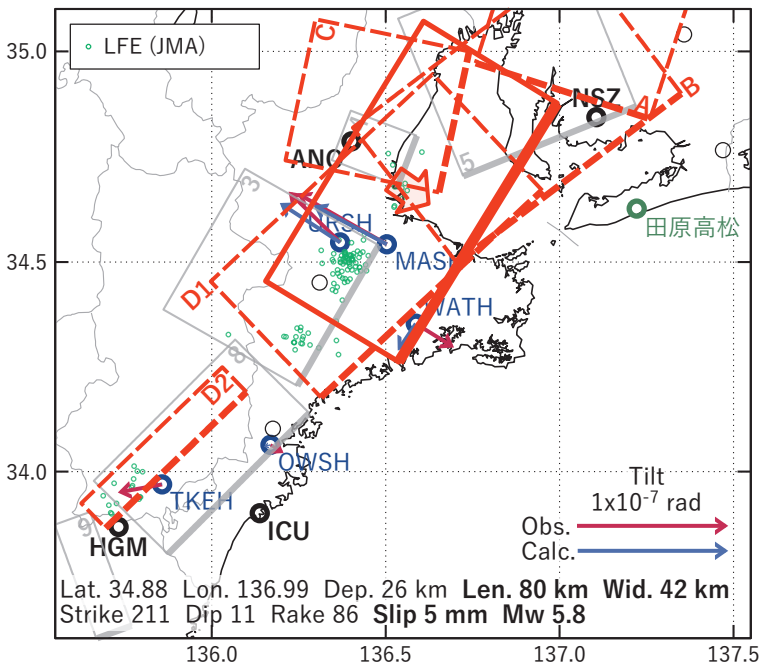 LFE (JMA)
35.0
34.5
34.0
136.0
136.5
137.0
137.5
C
B
A
NSZ
4
5
ANO
3
田原高松
URSH
MASH
D1
WATH
8
D2
OWSH
TKEH
9
HGM
ICU
Tilt
1x10-7 rad
Obs.
Calc.
Lat. 34.88 Lon. 136.99 Dep. 26 km Len. 80 km Wid. 42 km
Strike 211 Dip 11 Rake 86 Slip 5 mm Mw 5.8